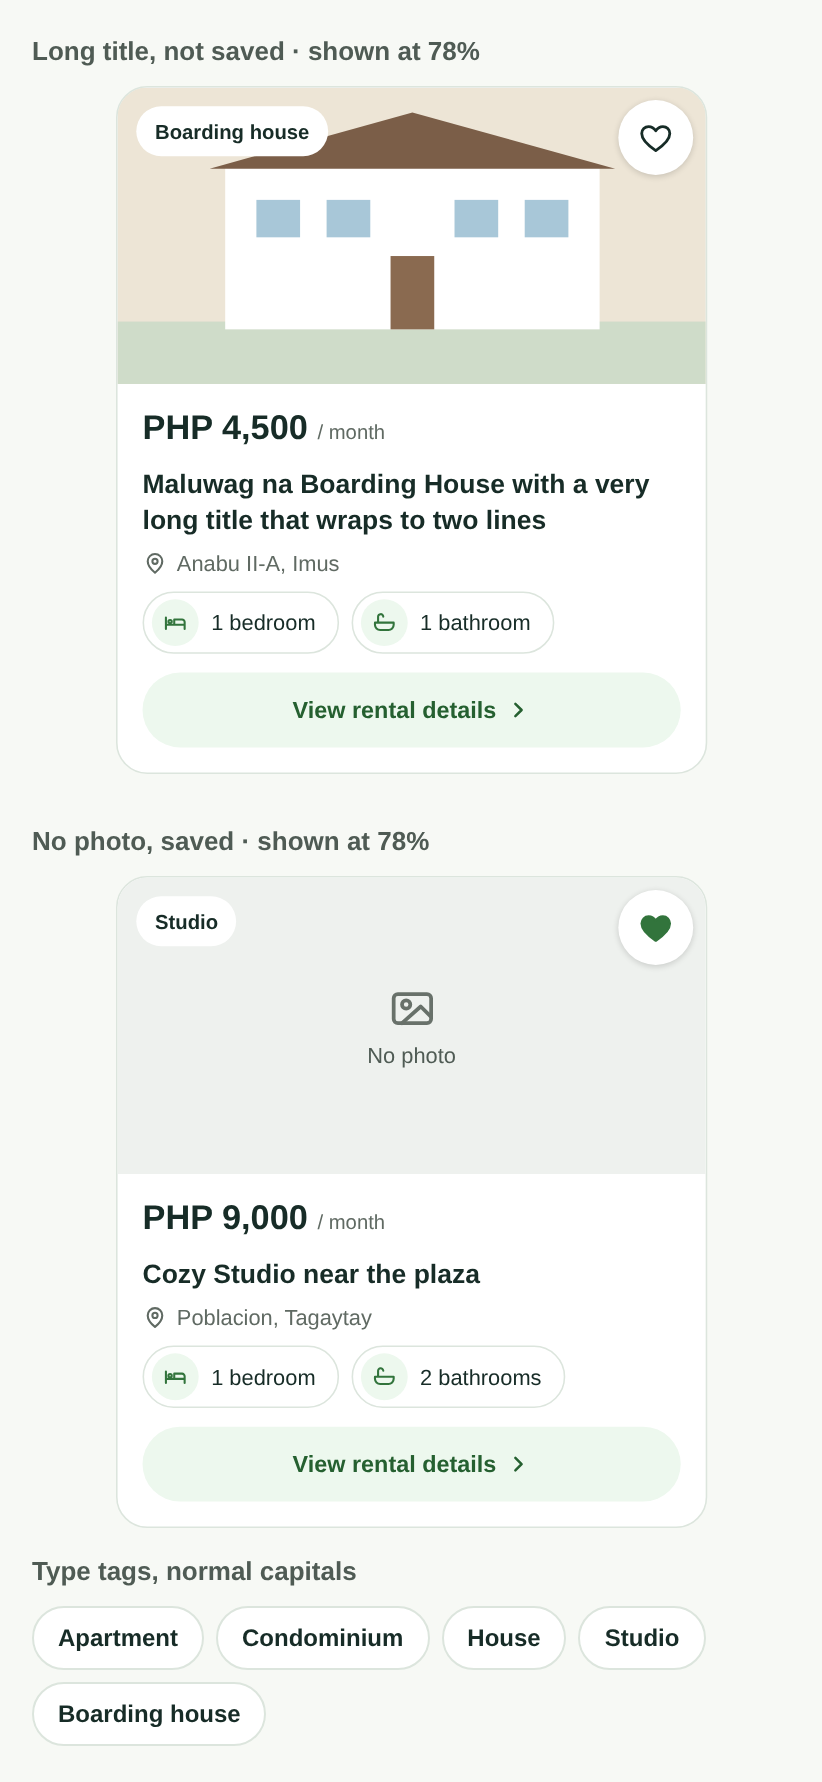 Long title, not saved · shown at 78%
Boarding house
PHP 4,500 / month
Maluwag na Boarding House with a very
long title that wraps to two lines
Anabu II-A, Imus
1 bedroom
1 bathroom
View rental details
No photo, saved · shown at 78%
Studio
No photo
PHP 9,000 / month
Cozy Studio near the plaza
Poblacion, Tagaytay
1 bedroom
2 bathrooms
View rental details
Type tags, normal capitals
Apartment
Condominium
House
Studio
Boarding house